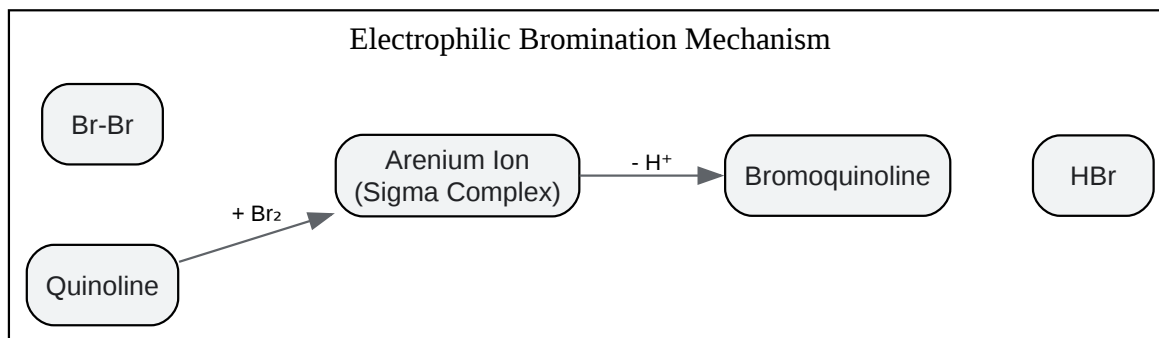 Electrophilic Bromination Mechanism
Br-Br
Quinoline
+ Br₂
Arenium Ion
(Sigma Complex)
- H⁺
Bromoquinoline
HBr